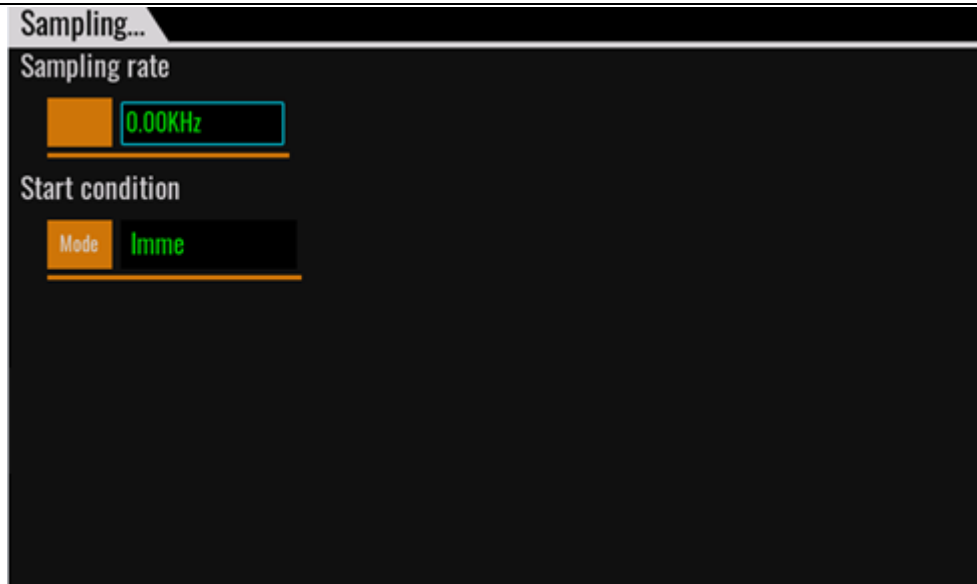 Sampling...
Sampling rate
0.00KHz
Start condition
Mode Imme